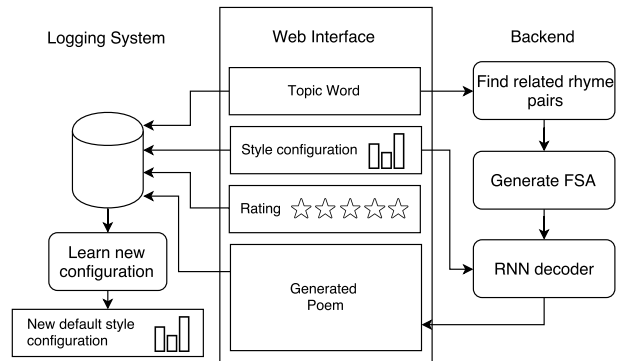 Logging System
Web Interface
Backend
Topic Word
Find related rhyme
pairs
Style configuration
Generate FSA
Rating
Learn new
configuration
RNN decoder
Generated
Poem
New default style
configuration